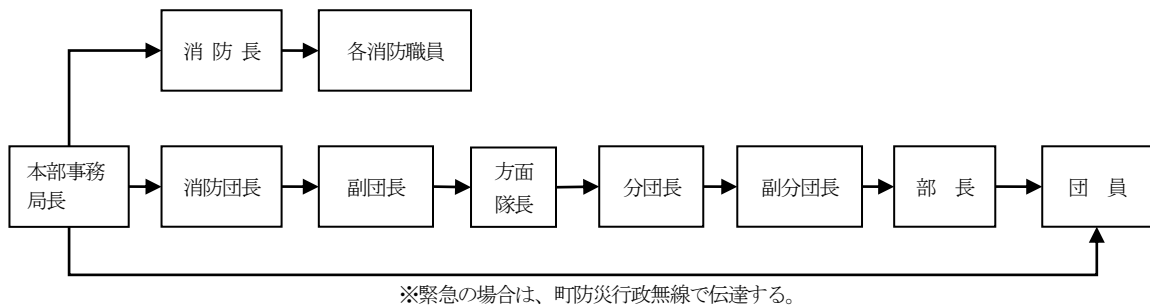 消 防 長
各消防職員
本部事務
局長
消防団長
副団長
方面
隊長
分団長
副分団長
部 長
団 員
※緊急の場合は、町防災行政無線で伝達する。